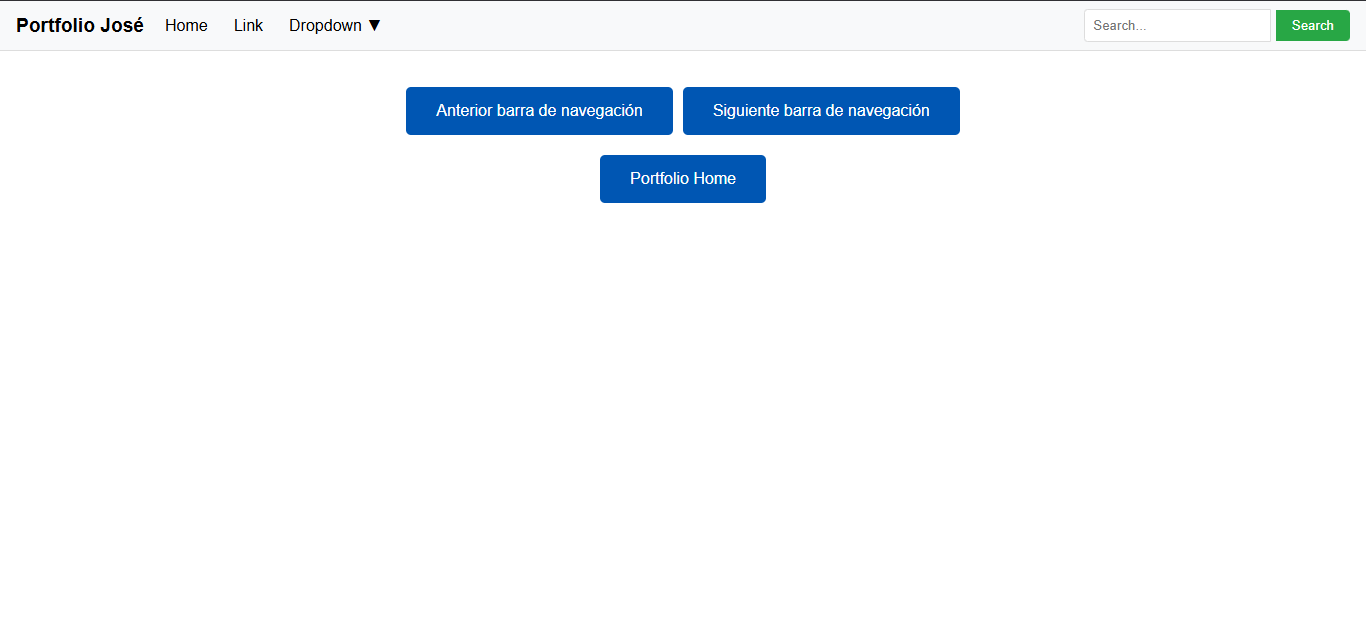 Portfolio José Home Link Dropdown ▼ Search... Search
Anterior barra de navegación Siguiente barra de navegación
Portfolio Home